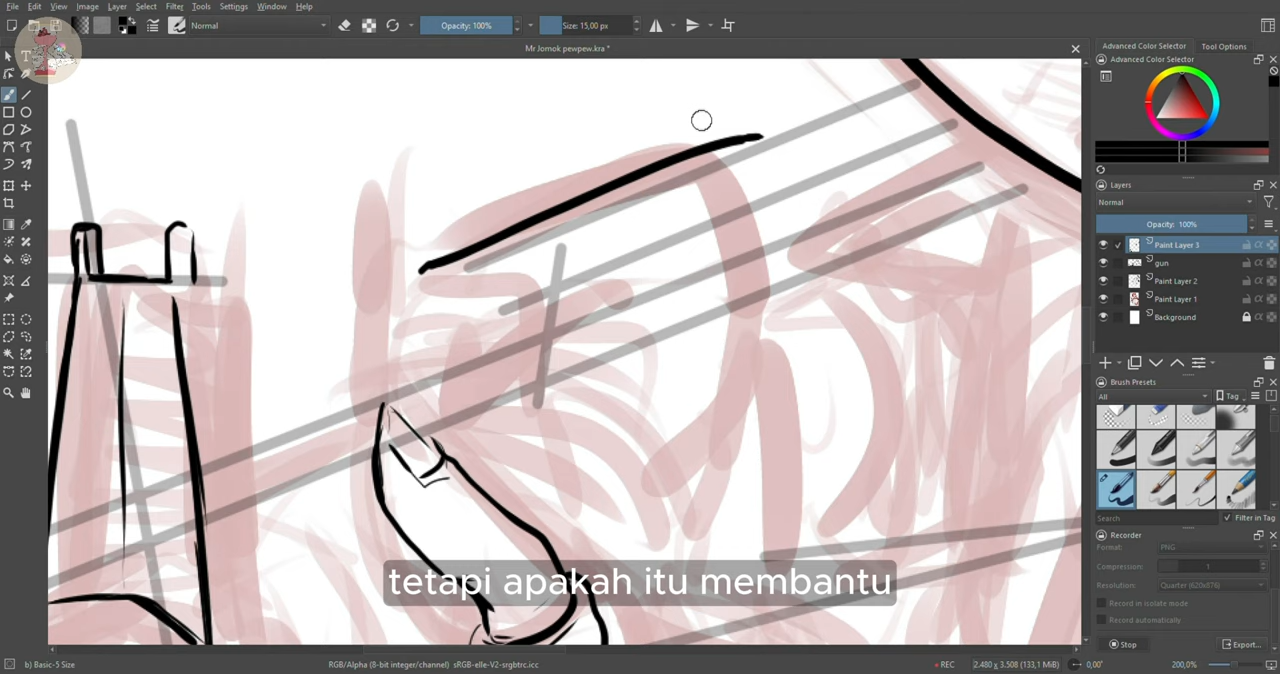 File Edit View Image Layer Select Filter Tools Settings Window Help
Normal
Opacity: 100%
Size: 15,00 px
Mr Jomok pewpew.kra *
Advanced Color Selector
Tool Options
Advanced Color Selector
Layers
Normal
Opacity: 100%
Paint Layer 3
gun
Paint Layer 2
Paint Layer 1
Background
Brush Presets
All
Tag
Search
Filter in Tag
Recorder
Format:
PNG
Compression:
1
Resolution:
Quarter (620x876)
Record in isolate mode
Record automatically
Stop
Export...
tetapi apakah itu membantu
b) Basic-5 Size
RGB/Alpha (8-bit integer/channel) sRGB-elle-V2-srgbtrc.icc
REC
2.480 x 3.508 (133,1 MiB)
0,00°
200,0%